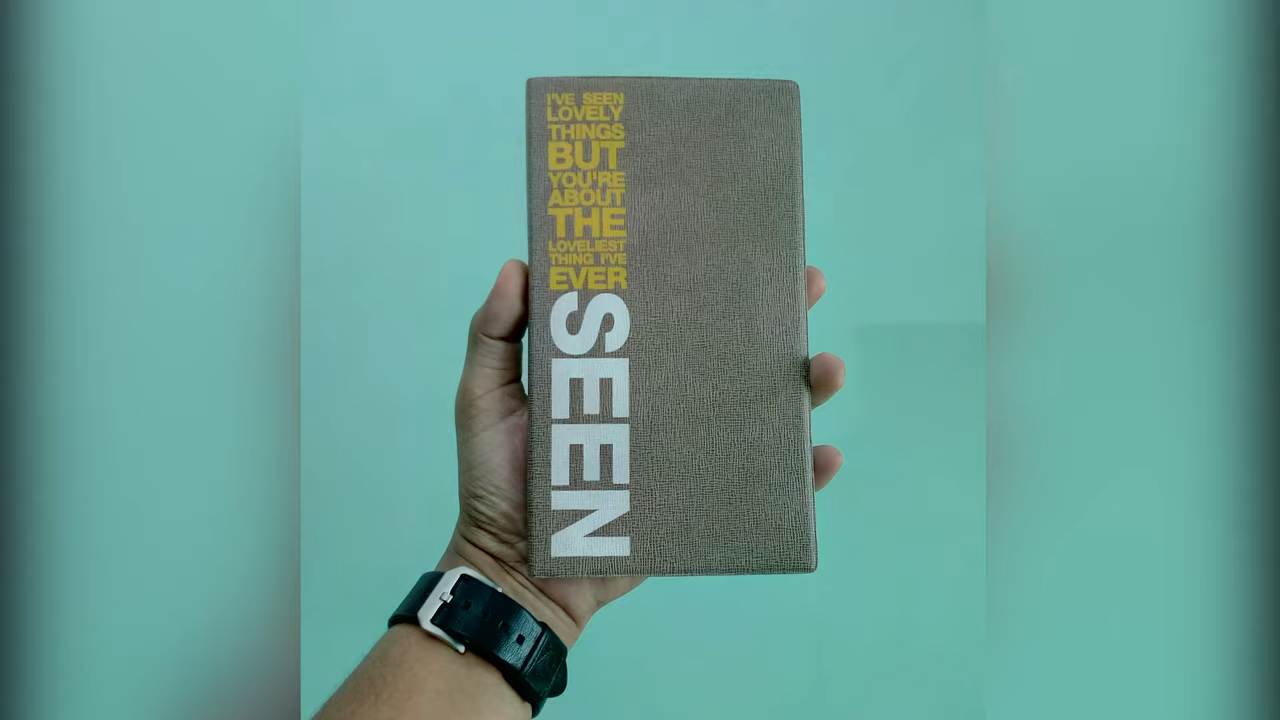 I'VE SEEN
LOVELY
THINGS
BUT
YOU'RE
ABOUT
THE
LOVELIEST
THING I'VE
EVER
SEEN